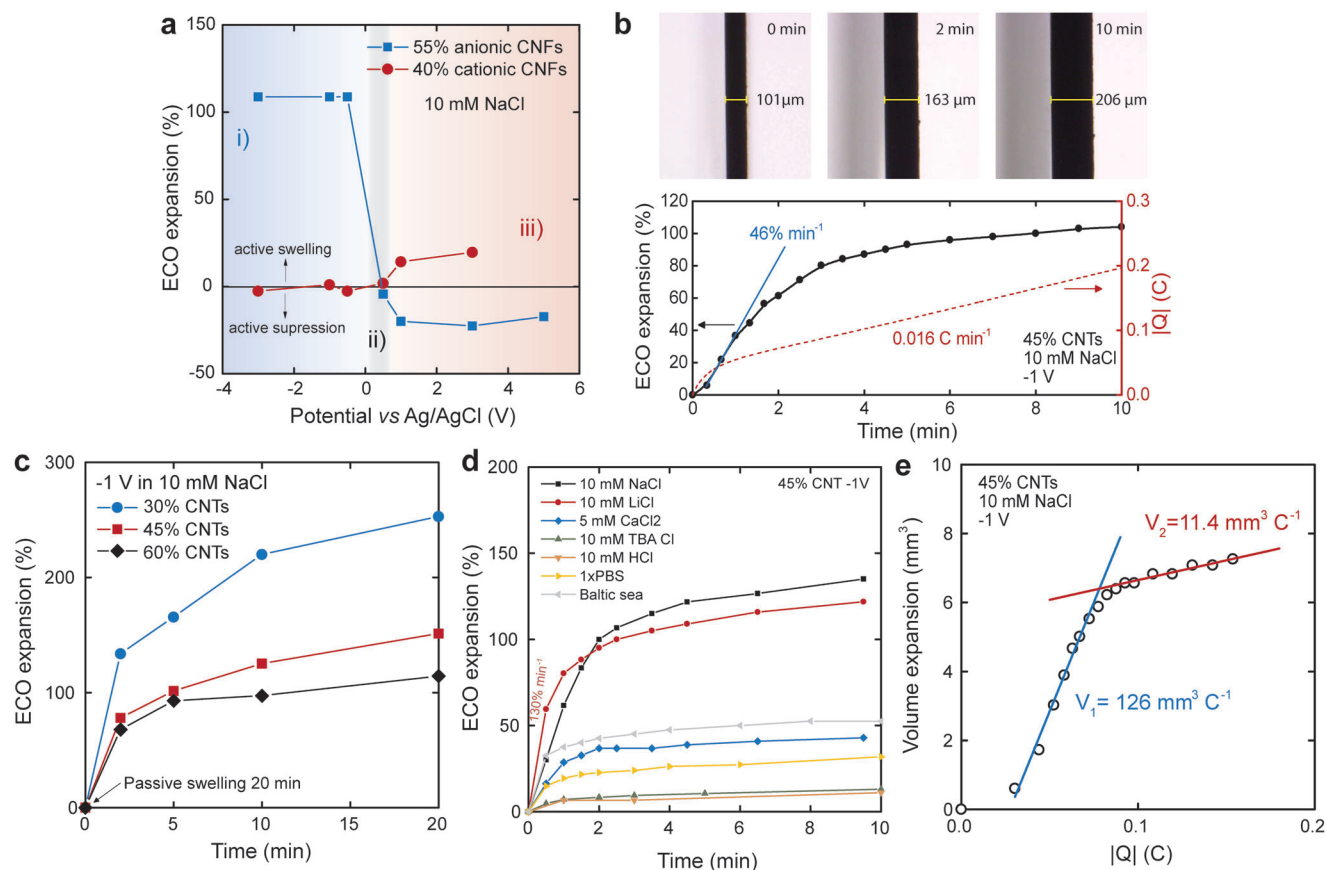 a
150
100
50
0
-50
-4
-2
0
2
4
6
ECO expansion (%)
Potential vs Ag/AgCl (V)
55% anionic CNFs
40% cationic CNFs
10 mM NaCl
i)
ii)
iii)
active swelling
active supression
b
0 min
101µm
2 min
163 µm
10 min
206 µm
120
100
80
60
40
20
0
0
2
4
6
8
10
0.3
0.2
0.1
0.0
ECO expansion (%)
Time (min)
|Q| (C)
46% min-1
0.016 C min-1
45% CNTs
10 mM NaCl
-1 V
c
300
200
100
0
0
5
10
15
20
ECO expansion (%)
Time (min)
-1 V in 10 mM NaCl
30% CNTs
45% CNTs
60% CNTs
Passive swelling 20 min
d
200
150
100
50
0
0
2
4
6
8
10
ECO expansion (%)
Time (min)
10 mM NaCl
10 mM LiCl
5 mM CaCl2
10 mM TBA Cl
10 mM HCl
1xPBS
Baltic sea
45% CNT -1V
130% min-1
e
10
8
6
4
2
0
0.0
0.1
0.2
Volume expansion (mm3)
|Q| (C)
45% CNTs
10 mM NaCl
-1 V
V2=11.4 mm3 C-1
V1= 126 mm3 C-1